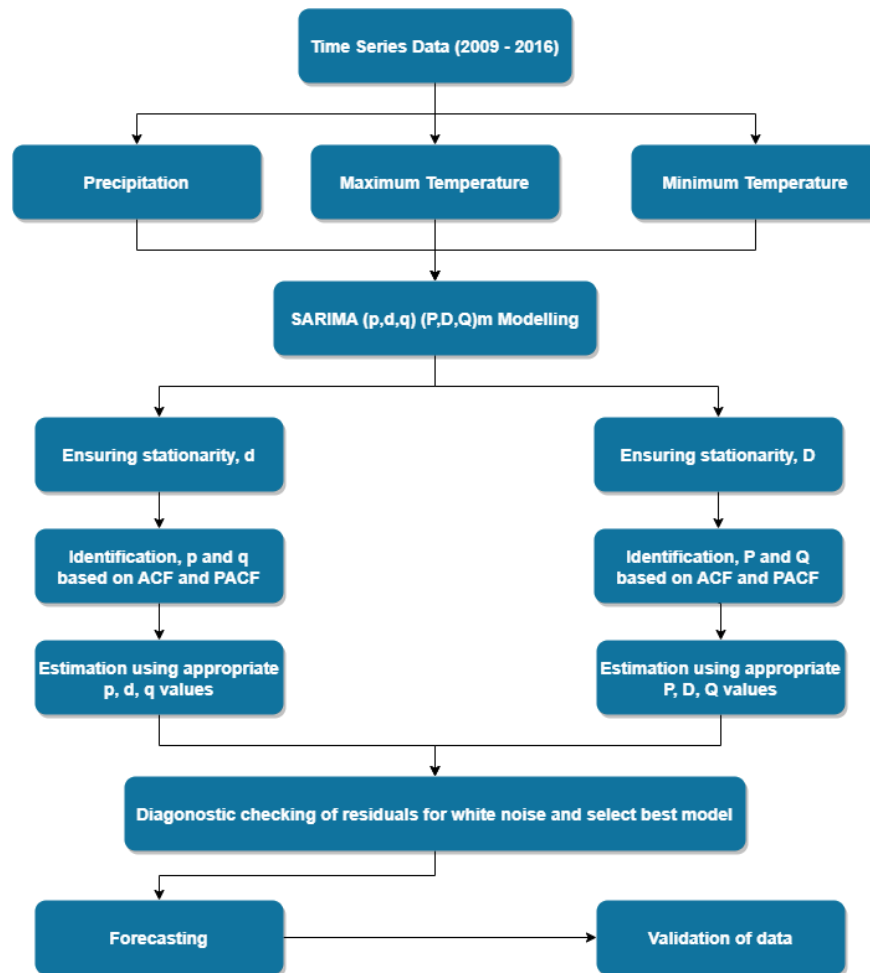 Time Series Data (2009 - 2016)
Precipitation
Maximum Temperature
Minimum Temperature
SARIMA (p,d,q) (P,D,Q)m Modelling
Ensuring stationarity, d
Ensuring stationarity, D
Identification, p and q
based on ACF and PACF
Identification, P and Q
based on ACF and PACF
Estimation using appropriate
p, d, q values
Estimation using appropriate
P, D, Q values
Diagonostic checking of residuals for white noise and select best model
Forecasting
Validation of data